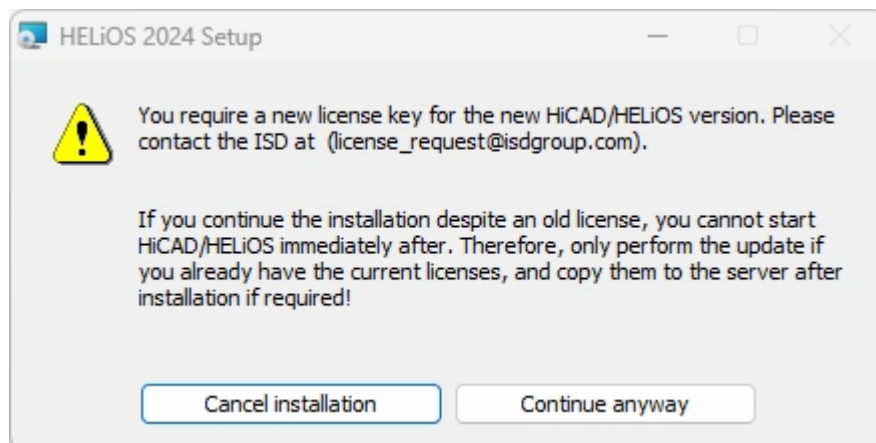 HELiOS 2024 Setup
You require a new license key for the new HiCAD/HELiOS version. Please
contact the ISD at (license_request@isdgroup.com).
If you continue the installation despite an old license, you cannot start
HiCAD/HELiOS immediately after. Therefore, only perform the update if
you already have the current licenses, and copy them to the server after
installation if required!
Cancel installation
Continue anyway